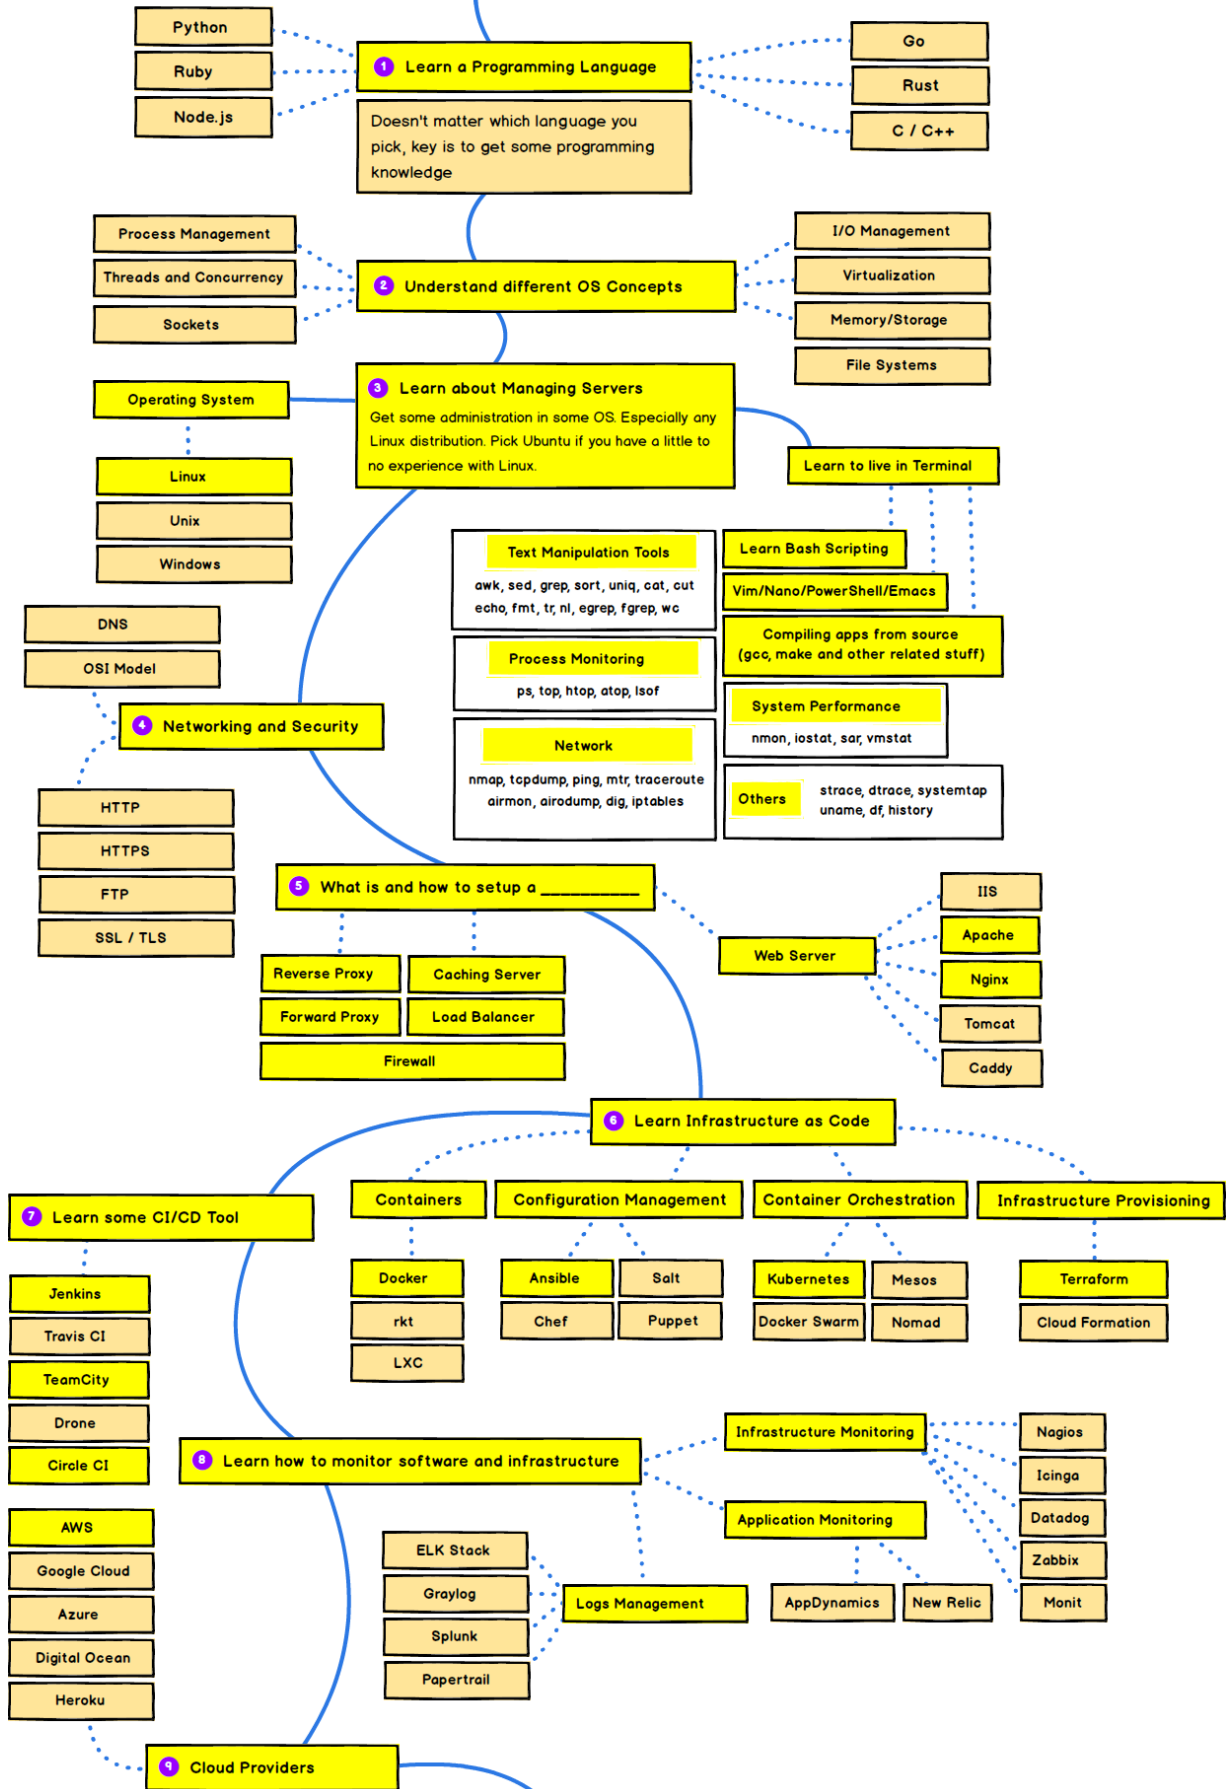 Python
Ruby
Node.js
1 Learn a Programming Language
Go
Rust
C / C++
Doesn't matter which language you
pick, key is to get some programming
knowledge
Process Management
Threads and Concurrency
Sockets
2 Understand different OS Concepts
I/O Management
Virtualization
Memory/Storage
File Systems
Operating System
Linux
Unix
Windows
3 Learn about Managing Servers
Get some administration in some OS. Especially any
Linux distribution. Pick Ubuntu if you have a little to
no experience with Linux.
Learn to live in Terminal
Text Manipulation Tools
awk, sed, grep, sort, uniq, cat, cut
echo, fmt, tr, nl, egrep, fgrep, wc
Process Monitoring
ps, top, htop, atop, lsof
Network
nmap, tcpdump, ping, mtr, traceroute
airmon, airodump, dig, iptables
Learn Bash Scripting
Vim/Nano/PowerShell/Emacs
Compiling apps from source
(gcc, make and other related stuff)
System Performance
nmon, iostat, sar, vmstat
Others
strace, dtrace, systemtap
uname, df, history
DNS
OSI Model
4 Networking and Security
HTTP
HTTPS
FTP
SSL / TLS
5 What is and how to setup a ___________
Reverse Proxy
Caching Server
Forward Proxy
Load Balancer
Firewall
Web Server
IIS
Apache
Nginx
Tomcat
Caddy
6 Learn Infrastructure as Code
Containers
Docker
rkt
LXC
Configuration Management
Ansible
Salt
Chef
Puppet
Container Orchestration
Kubernetes
Mesos
Docker Swarm
Nomad
Infrastructure Provisioning
Terraform
Cloud Formation
7 Learn some CI/CD Tool
Jenkins
Travis CI
TeamCity
Drone
Circle CI
8 Learn how to monitor software and infrastructure
Infrastructure Monitoring
Nagios
Icinga
Datadog
Zabbix
Monit
Application Monitoring
AppDynamics
New Relic
Logs Management
ELK Stack
Graylog
Splunk
Papertrail
AWS
Google Cloud
Azure
Digital Ocean
Heroku
9 Cloud Providers